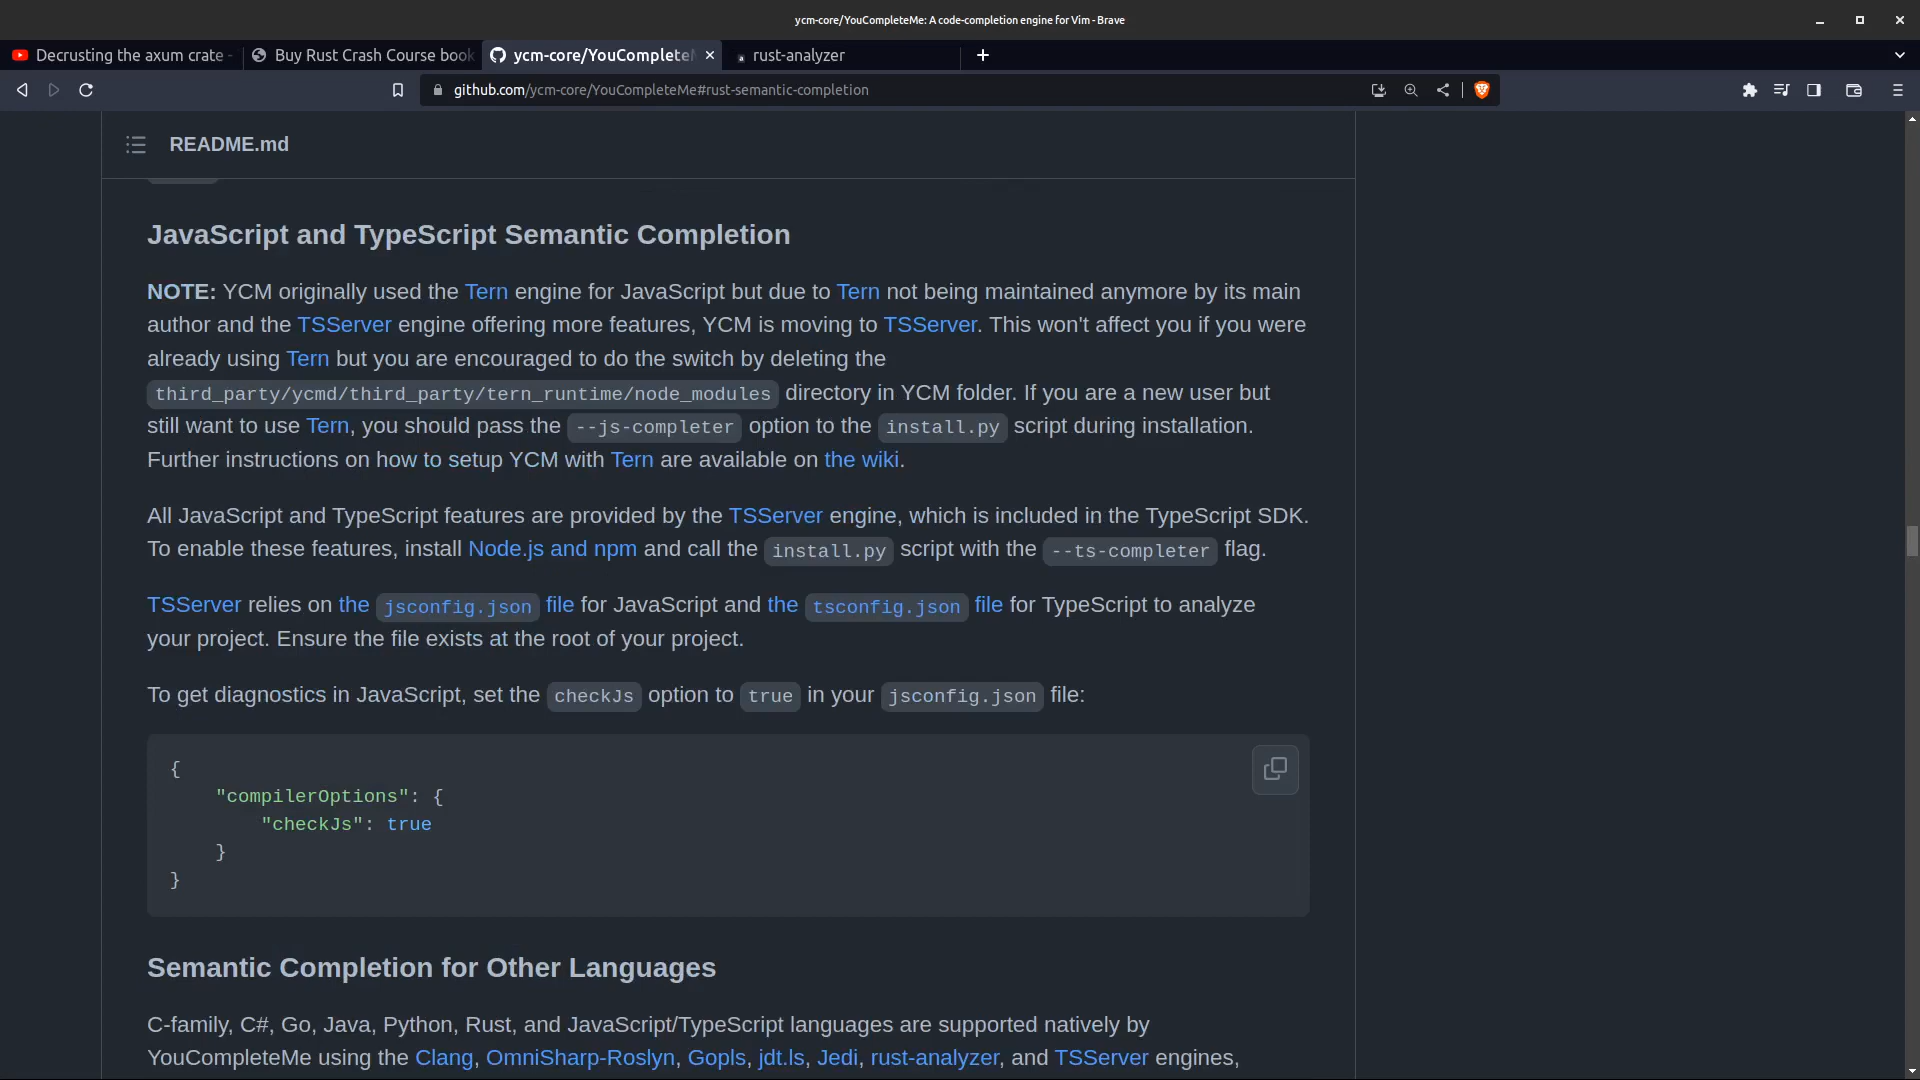 ycm-core/YouCompleteMe: A code-completion engine for Vim - Brave
Decrusting the axum crate -
Buy Rust Crash Course book
ycm-core/YouComplete
rust-analyzer
github.com/ycm-core/YouCompleteMe#rust-semantic-completion
README.md
JavaScript and TypeScript Semantic Completion
NOTE: YCM originally used the Tern engine for JavaScript but due to Tern not being maintained anymore by its main
author and the TSServer engine offering more features, YCM is moving to TSServer. This won't affect you if you were
already using Tern but you are encouraged to do the switch by deleting the
third_party/ycmd/third_party/tern_runtime/node_modules directory in YCM folder. If you are a new user but
still want to use Tern, you should pass the --js-completer option to the install.py script during installation.
Further instructions on how to setup YCM with Tern are available on the wiki.
All JavaScript and TypeScript features are provided by the TSServer engine, which is included in the TypeScript SDK.
To enable these features, install Node.js and npm and call the install.py script with the --ts-completer flag.
TSServer relies on the jsconfig.json file for JavaScript and the tsconfig.json file for TypeScript to analyze
your project. Ensure the file exists at the root of your project.
To get diagnostics in JavaScript, set the checkJs option to true in your jsconfig.json file:
{
"compilerOptions": {
"checkJs": true
}
}
Semantic Completion for Other Languages
C-family, C#, Go, Java, Python, Rust, and JavaScript/TypeScript languages are supported natively by
YouCompleteMe using the Clang, OmniSharp-Roslyn, Gopls, jdt.ls, Jedi, rust-analyzer, and TSServer engines,